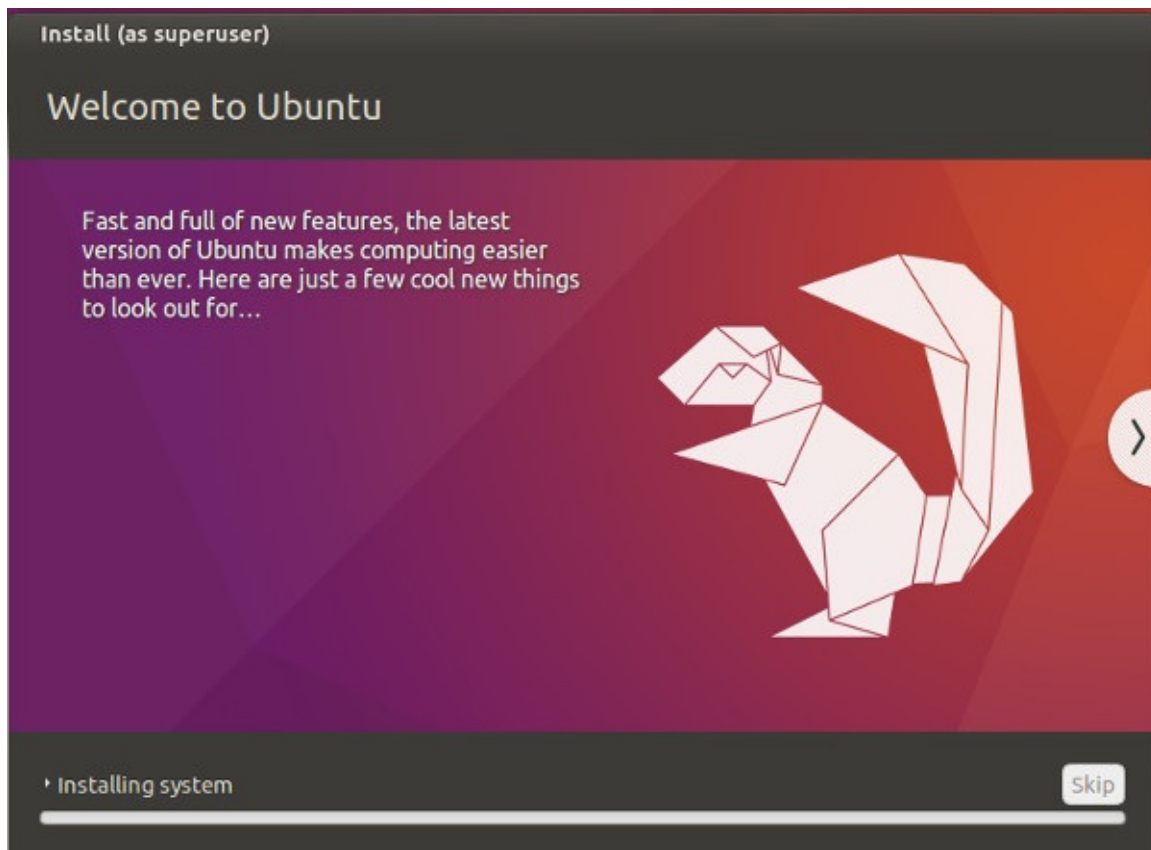 Install (as superuser)
Welcome to Ubuntu
Fast and full of new features, the latest
version of Ubuntu makes computing easier
than ever. Here are just a few cool new things
to look out for…
Installing system
Skip